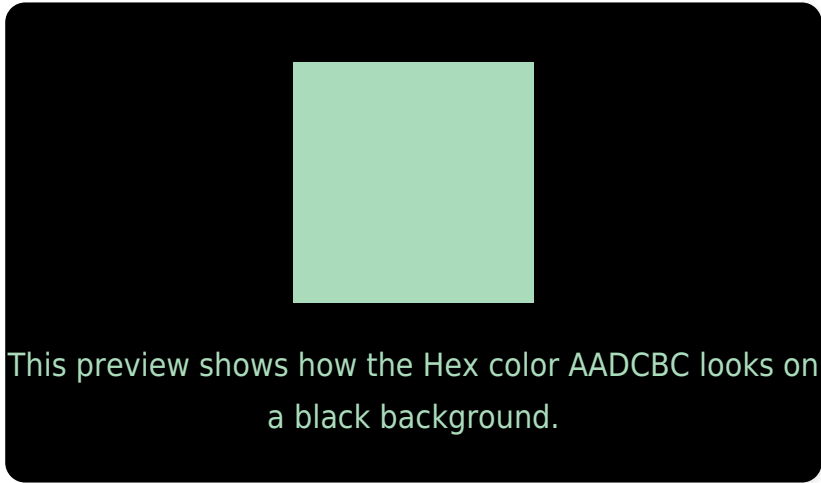 This preview shows how the Hex color AADCBC looks on
a black background.